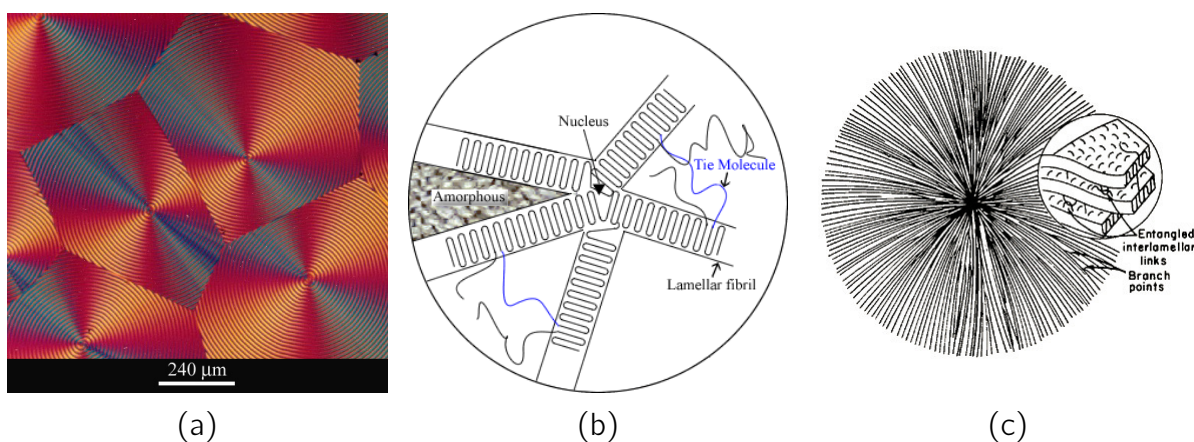 240 μm
(a)
Nucleus
Tie Molecule
Amorphous
Lamellar fibril
(b)
Entangled
interlamellar
links
Branch
points
(c)